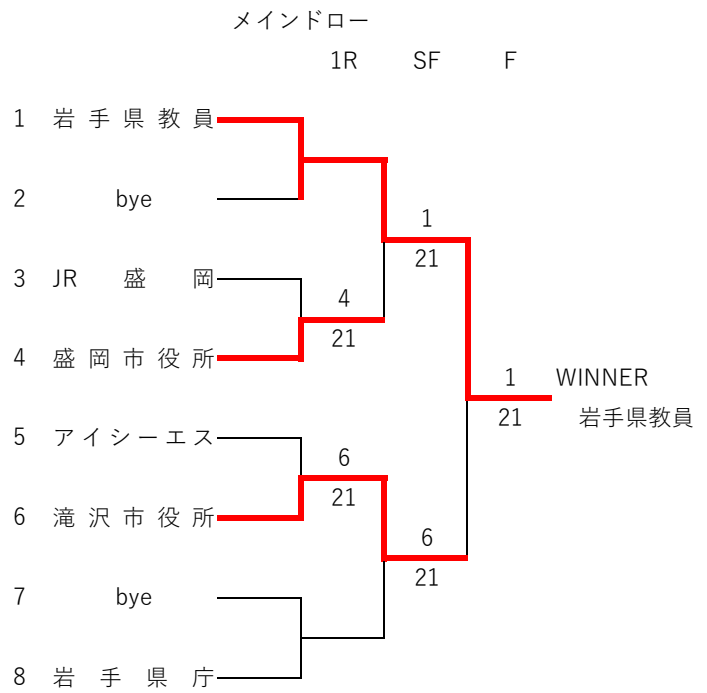 メインドロー
1R SF F
1 岩手県教員
2 bye
1
21
3 JR 盛岡
4
21
4 盛岡市役所
1 WINNER
21 岩手県教員
5 アイシーエス
6
21
6 滝沢市役所
6
21
7 bye
8 岩手県庁